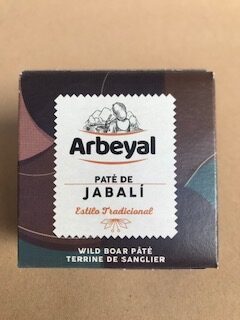 Arbeyal
PATÉ DE
JABALÍ
Estilo Tradicional
WILD BOAR PÂTÉ
TERRINE DE SANGLIER